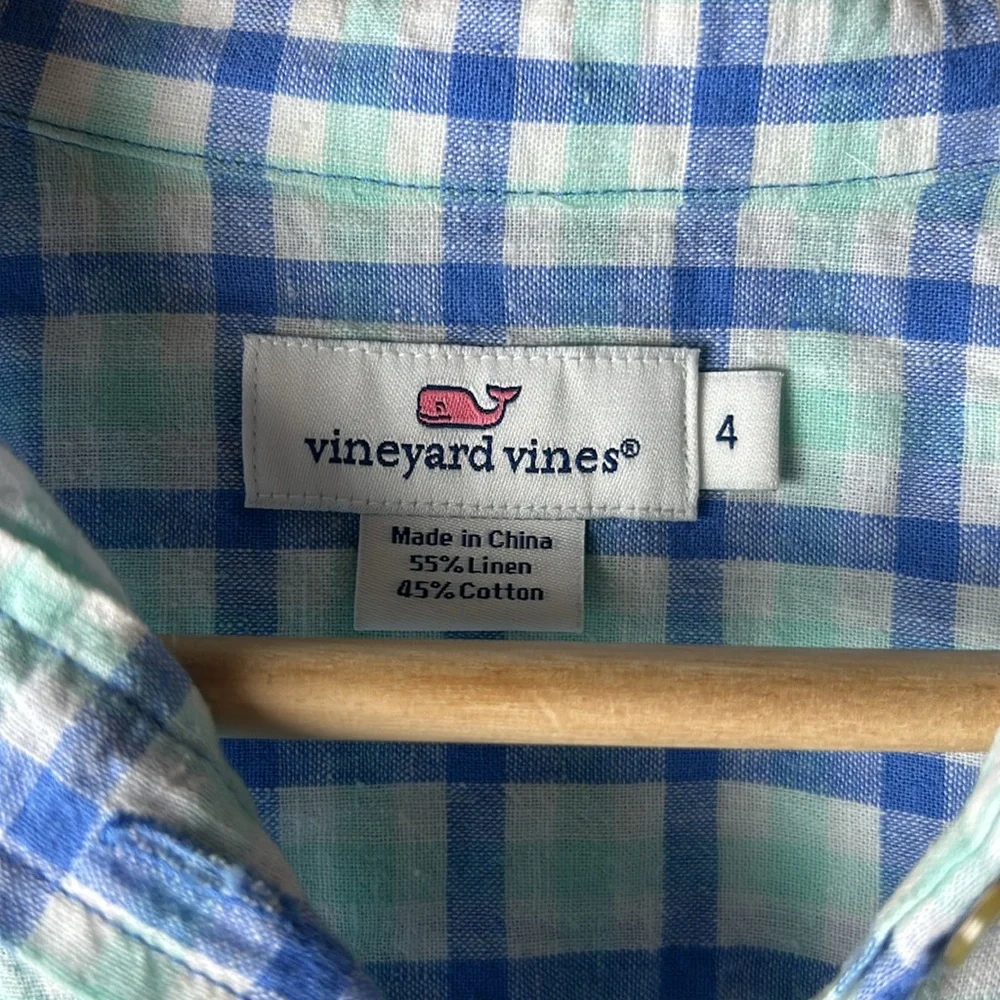 vineyard vines®
4
Made in China
55% Linen
45% Cotton